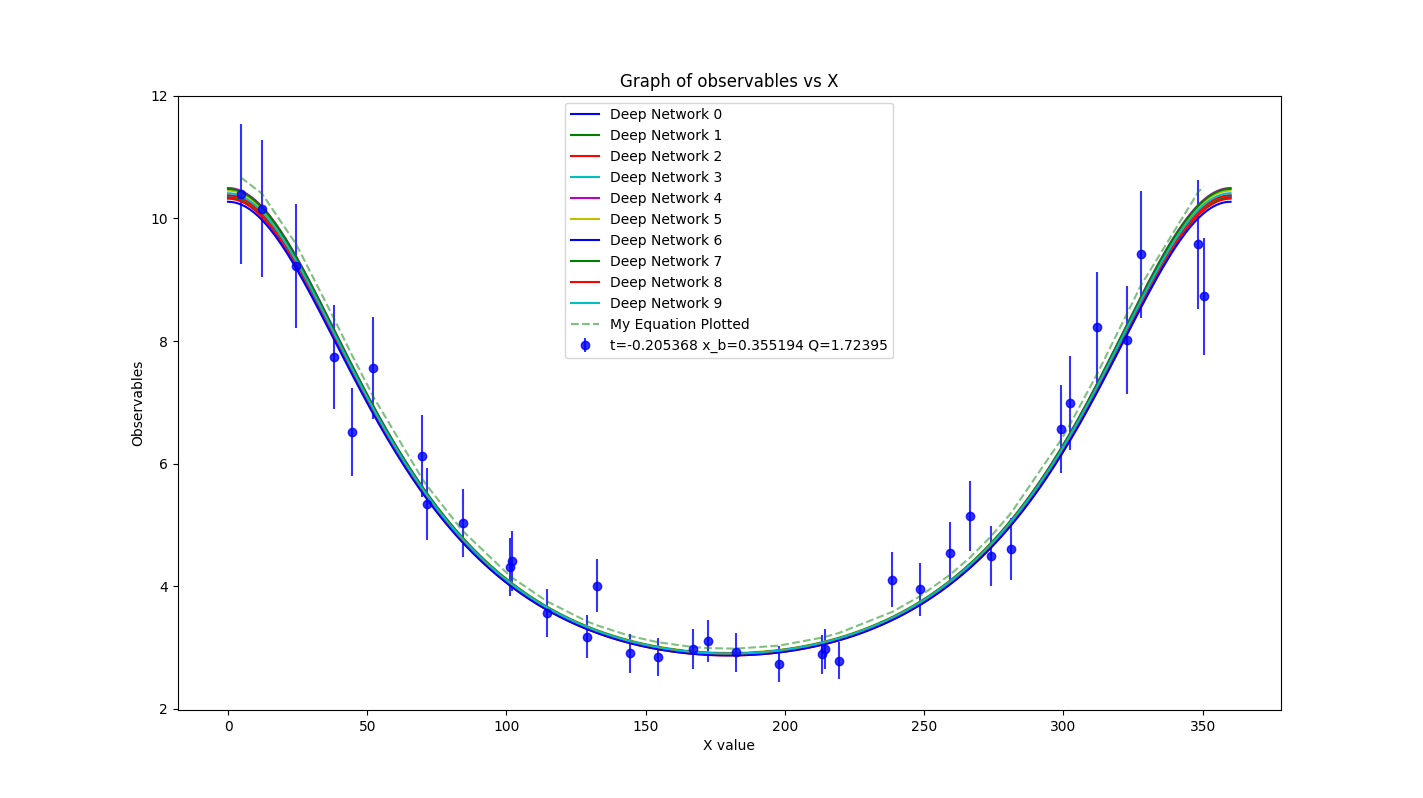 Graph of observables vs X
Deep Network 0
Deep Network 1
Deep Network 2
Deep Network 3
Deep Network 4
Deep Network 5
Deep Network 6
Deep Network 7
Deep Network 8
Deep Network 9
My Equation Plotted
t=-0.205368 x_b=0.355194 Q=1.72395
Observables
12
10
8
6
4
2
0 50 100 150 200 250 300 350
X value